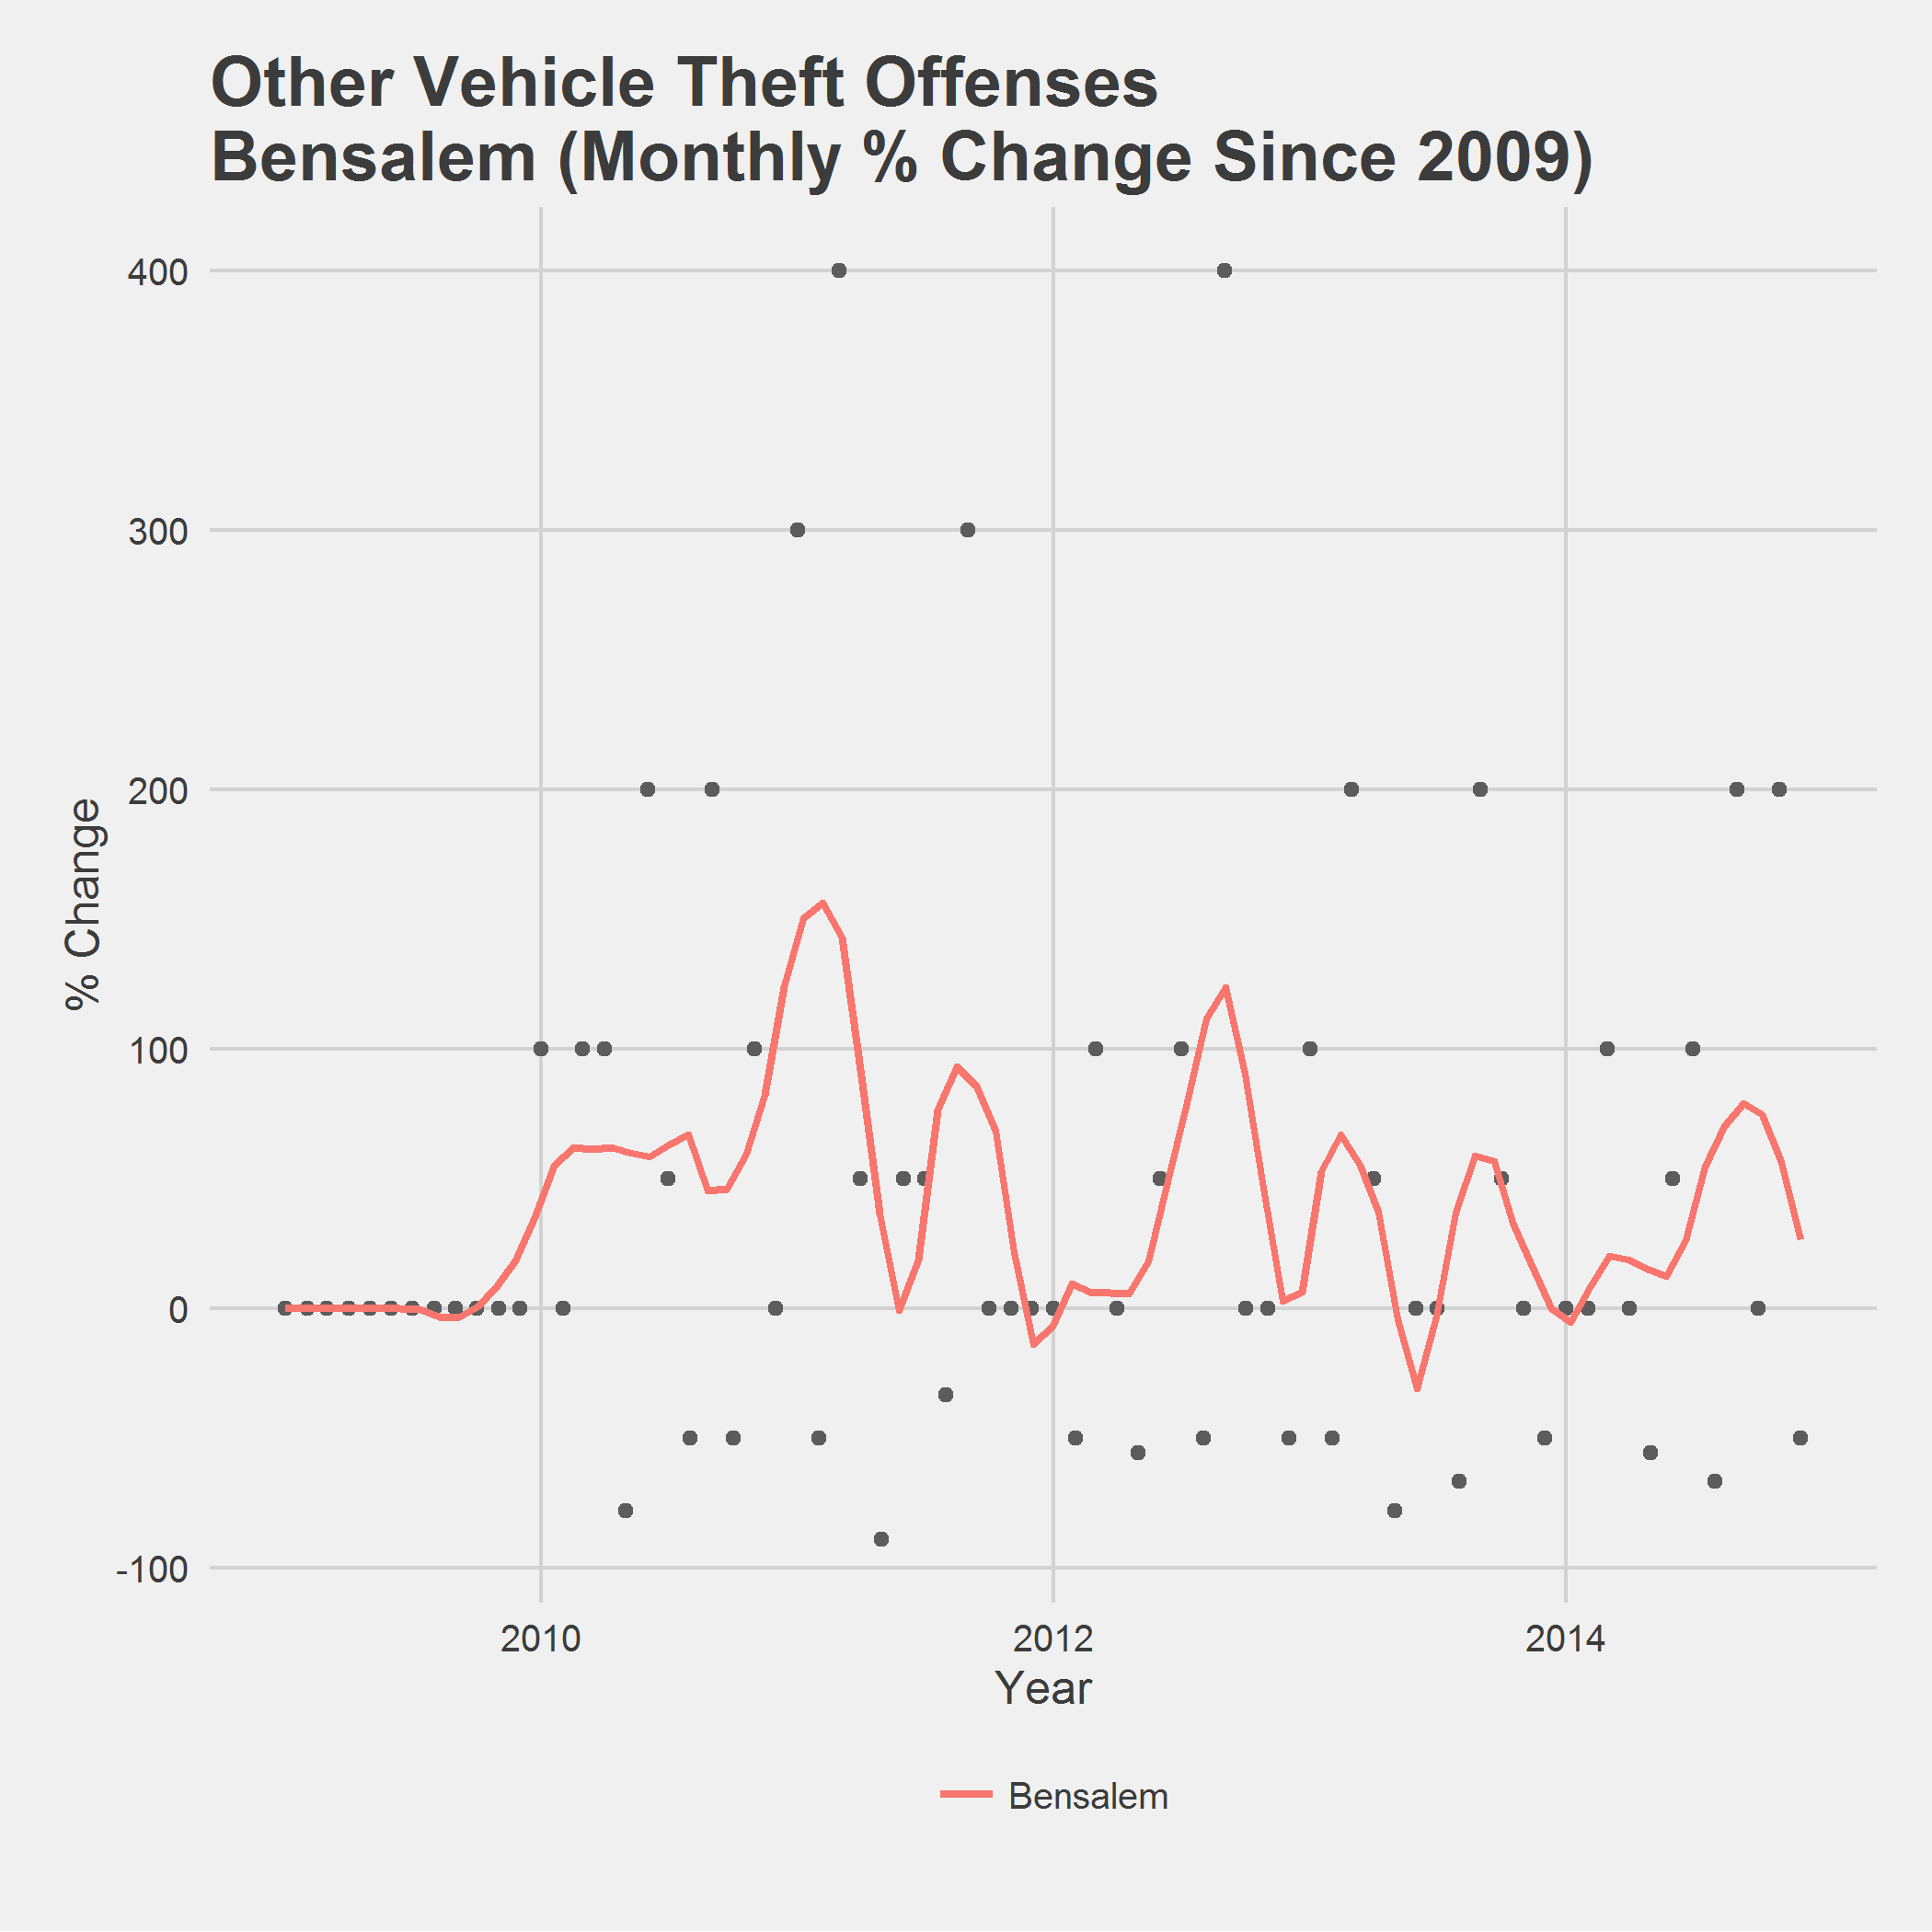 Other Vehicle Theft Offenses
Bensalem (Monthly % Change Since 2009)
% Change
400
300
200
100
0
-100
2010 2012 2014
Year
Bensalem